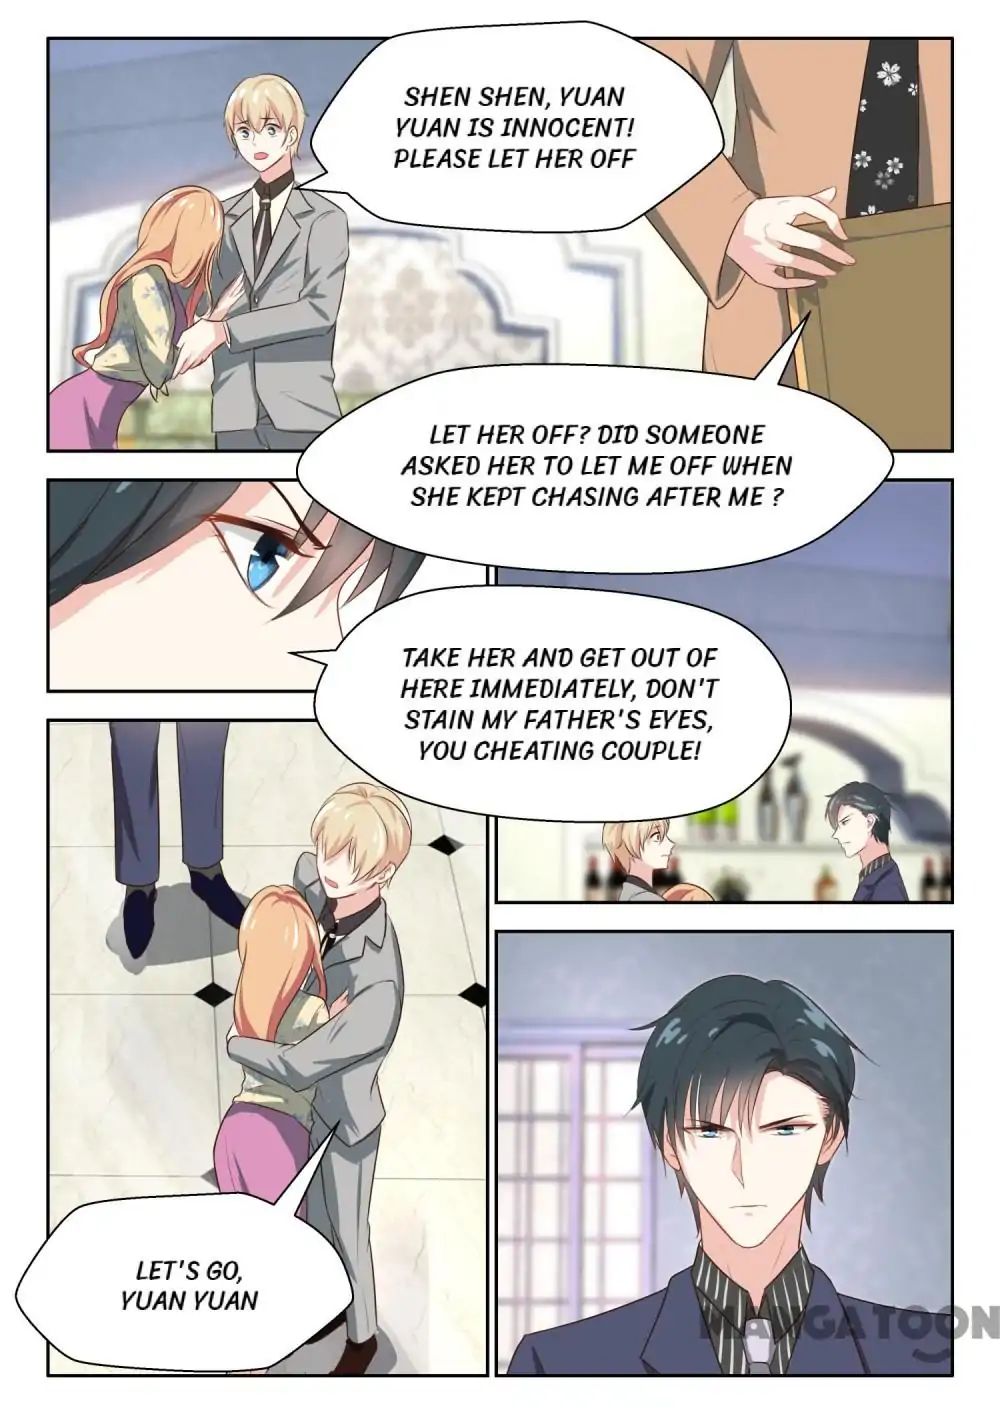 SHEN SHEN, YUAN
YUAN IS INNOCENT!
PLEASE LET HER OFF
LET HER OFF? DID SOMEONE
ASKED HER TO LET ME OFF WHEN
SHE KEPT CHASING AFTER ME ?
TAKE HER AND GET OUT OF
HERE IMMEDIATELY, DON'T
STAIN MY FATHER'S EYES,
YOU CHEATING COUPLE!
LET'S GO,
YUAN YUAN
MANGATOON
MANGATOON